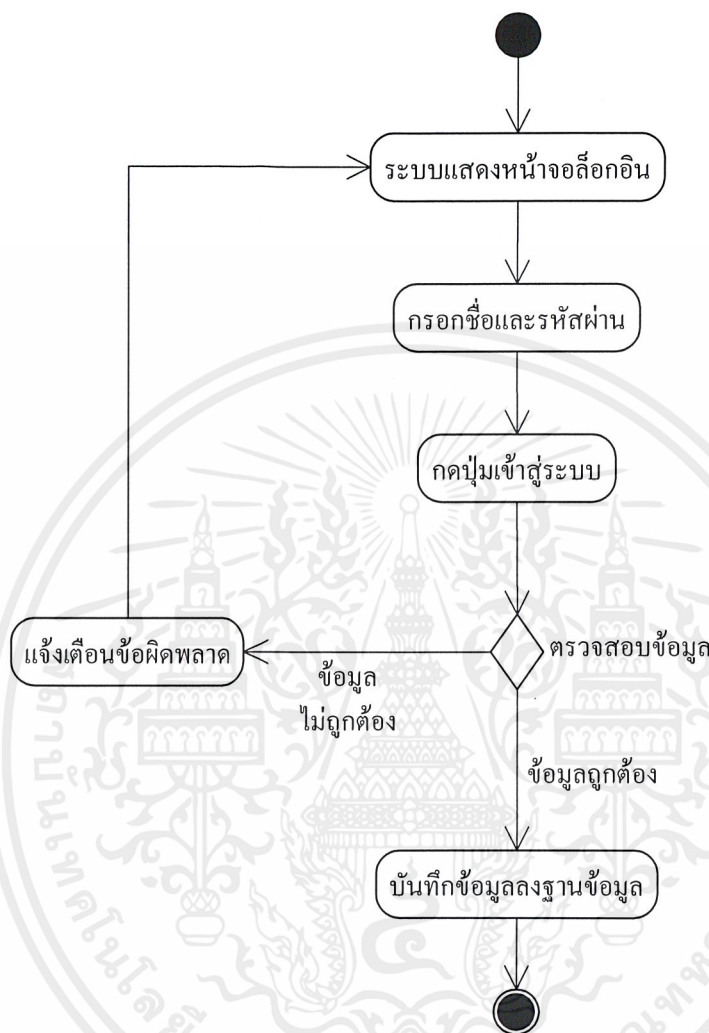 ระบบแสดงหน้าจอล็อกอิน
กรอกชื่อและรหัสผ่าน
กดปุ่มเข้าสู่ระบบ
แจ้งเตือนข้อผิดพลาด
ข้อมูล
ไม่ถูกต้อง
ตรวจสอบข้อมูล
ข้อมูลถูกต้อง
บันทึกข้อมูลลงฐานข้อมูล